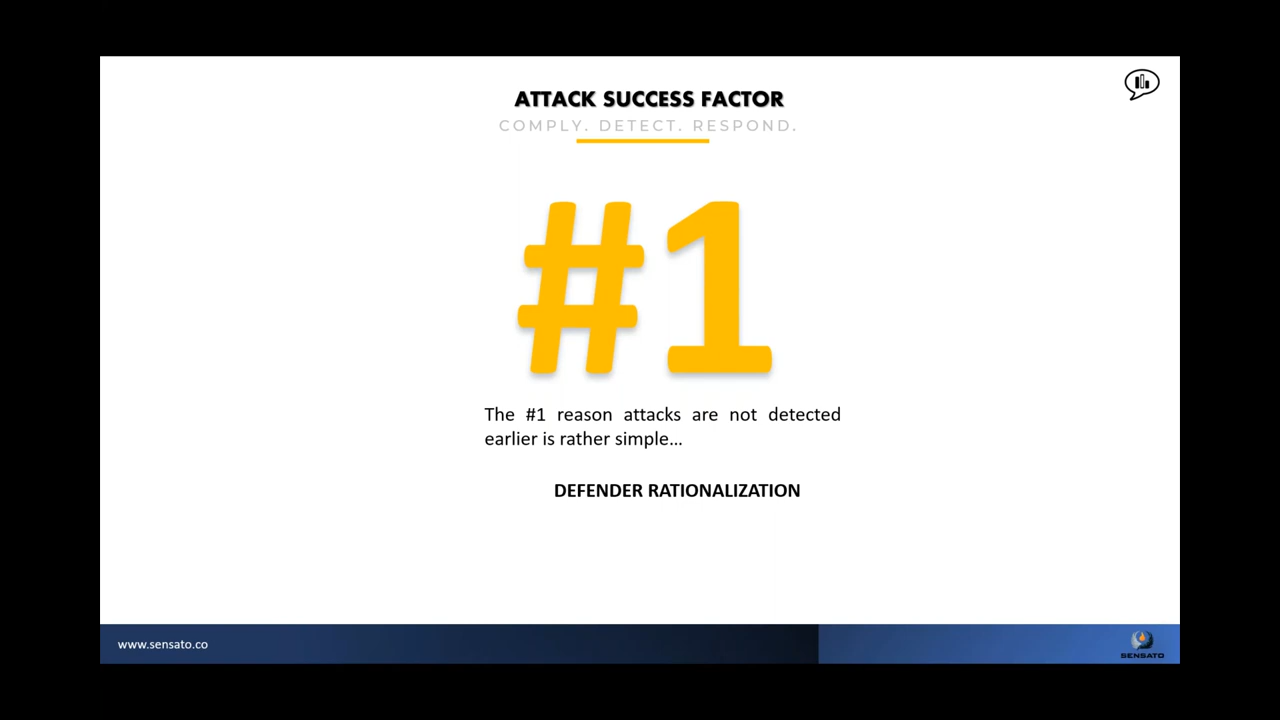 ATTACK SUCCESS FACTOR
COMPLY. DETECT. RESPOND.
#1
The #1 reason attacks are not detected
earlier is rather simple...
DEFENDER RATIONALIZATION
www.sensato.co
SENSATO